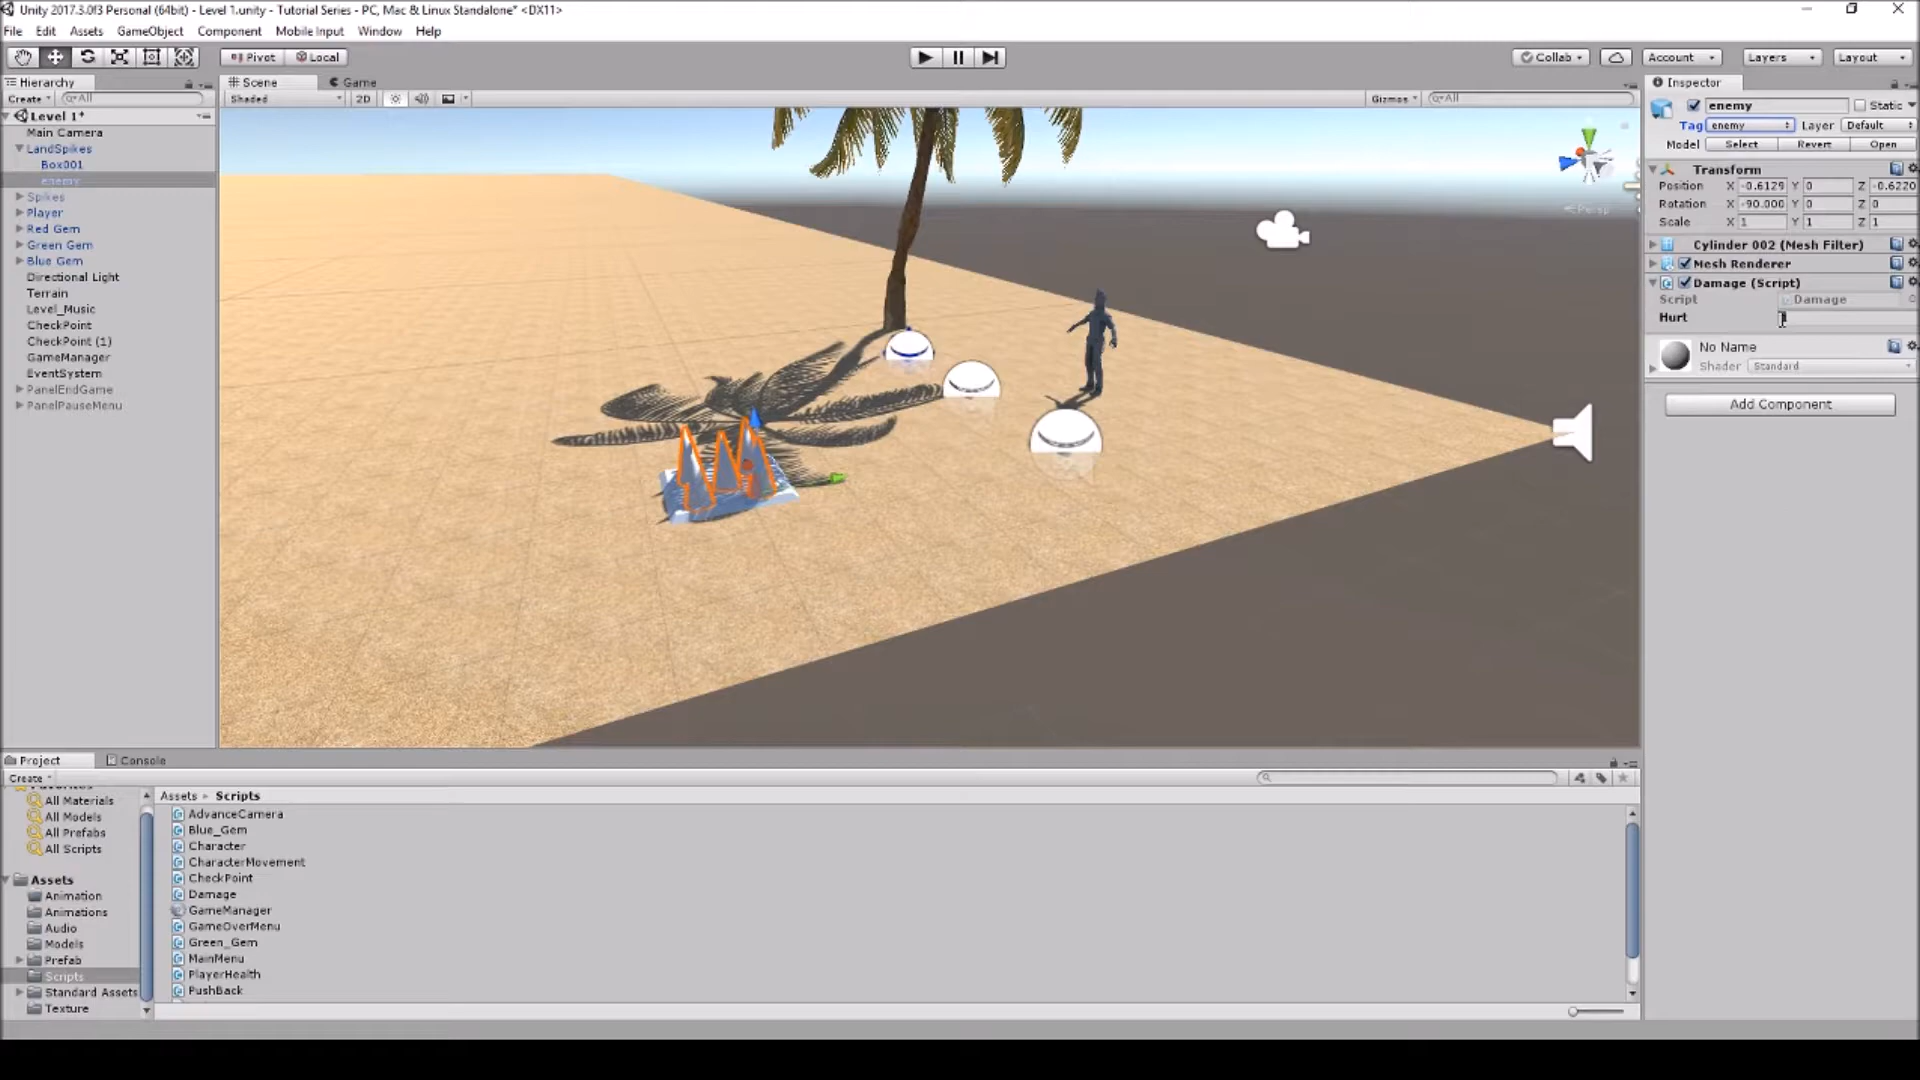 Unity 2017.3.0f3 Personal (64bit) - Level 1.unity - Tutorial Series - PC, Mac & Linux Standalone* <DX11>
File Edit Assets GameObject Component Mobile Input Window Help
Pivot Local Collab Account Layers Layout
Hierarchy
Create All
Level 1*
Main Camera
LandSpikes
Box001
enemy
Spikes
Player
Red Gem
Green Gem
Blue Gem
Directional Light
Terrain
Level_Music
CheckPoint
CheckPoint (1)
GameManager
EventSystem
PanelEndGame
PanelPauseMenu
Scene Game
Shaded 2D Gizmos All
Persp
Inspector
enemy Static
Tag enemy Layer Default
Model Select Revert Open
Transform
Position X -0.6129 Y 0 Z -0.6220
Rotation X -90.000 Y 0 Z 0
Scale X 1 Y 1 Z 1
Cylinder 002 (Mesh Filter)
Mesh Renderer
Damage (Script)
Script Damage
Hurt
No Name
Shader Standard
Add Component
Project Console
Create
Favorites
All Materials
All Models
All Prefabs
All Scripts
Assets
Animation
Animations
Audio
Models
Prefab
Scripts
Standard Assets
Texture
Assets Scripts
AdvanceCamera
Blue_Gem
Character
CharacterMovement
CheckPoint
Damage
GameManager
GameOverMenu
Green_Gem
MainMenu
PlayerHealth
PushBack